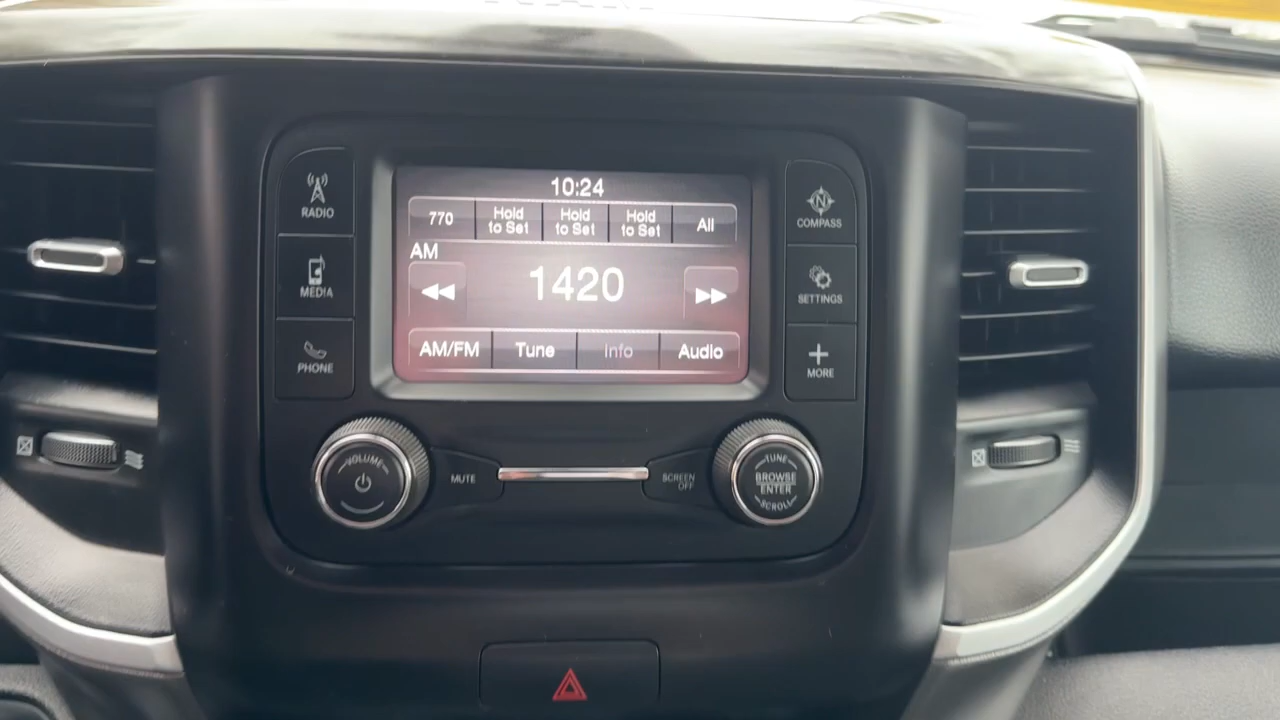 10:24
770
Hold
to Set
Hold
to Set
Hold
to Set
All
AM
1420
AM/FM
Tune
Info
Audio
RADIO
MEDIA
PHONE
N
COMPASS
SETTINGS
MORE
VOLUME
MUTE
SCREEN
OFF
TUNE
BROWSE
ENTER
SCROLL